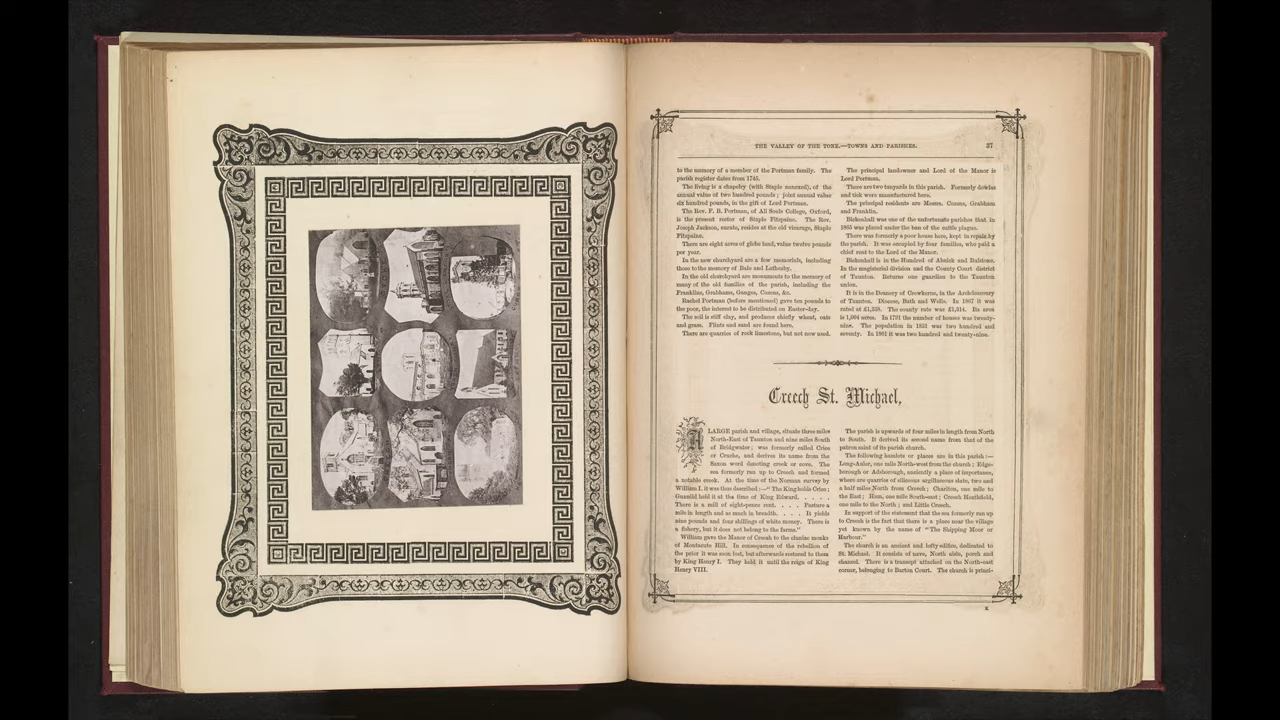 THE VALLEY OF THE TONE.—TOWNS AND PARISHES. 37
to the memory of a member of the Portman family. The
parish register dates from 1745.
The living is a chapelry (with Staple annexed), of the
annual value of two hundred pounds; joint annual value
six hundred pounds, in the gift of Lord Portman.
The Rev. F. B. Portman, of All Souls College, Oxford,
is the present rector of Staple Fitzpaine. The Rev.
Joseph Jackson, curate, resides at the old vicarage, Staple
Fitzpaine.
There are eight acres of glebe land, value twelve pounds
per year.
In the new churchyard are a few memorials, including
those to the memory of Bale and
In the old churchyard are monuments to the memory of
many of the old families of the parish, including the
Franklins, Grabhams, Ganges, Cozens, &c.
Rachel Portman (before mentioned) gave ten pounds to
the poor, the interest to be distributed on Easter-day.
The soil is stiff clay, and produces chiefly wheat, oats
and grass. Flints and sand are found here.
There are quarries of rock limestone, but not now used.
The principal landowner and Lord of the Manor is
Lord Portman.
There are two tanyards in this parish. Formerly dowlas
and tick were manufactured here.
The principal residents are Messrs. Cozens, Grabham
and Franklin.
Bickenhall was one of the unfortunate parishes that in
1865 was placed under the ban of the cattle plague.
There was formerly a poor house here, kept in repair by
the parish. It was occupied by four families, who paid a
chief rent to the Lord of the Manor.
Bickenhall is in the Hundred of Abdick and Bulstone.
In the magisterial division and the County Court district
of Taunton. Returns one guardian to the Taunton
union.
It is in the Deanery of Crewkerne, in the Archdeaconry
of Taunton. Diocese, Bath and Wells. In 1867 it was
rated at £1,358. The county rate was £1,314. Its area
is 1,004 acres. In 1791 the number of houses was twenty-
nine. The population in 1851 was two hundred and
seventy. In 1861 it was two hundred and twenty-nine.
Creech St. Michael,
A LARGE parish and village, situate three miles
North-East of Taunton and nine miles South
of Bridgwater; was formerly called Crice
or Cruche, and derives its name from the
Saxon word denoting creek or cove. The
sea formerly ran up to Creech and formed
a notable creek. At the time of the Norman survey by
William I. it was thus described:—"The King holds Crice;
Gunnild held it at the time of King Edward. . . . . .
There is a mill of eight-pence rent. . . . Pasture a
mile in length and as much in breadth. . . . It yields
nine pounds and four shillings of white money. There is
a fishery, but it does not belong to the farms."
William gave the Manor of Creech to the cluniac monks
of Montacute Hill. In consequence of the rebellion of
the prior it was soon lost, but afterwards restored to them
by King Henry I. They held it until the reign of King
Henry VIII.
The parish is upwards of four miles in length from North
to South. It derived its second name from that of the
patron saint of its parish church.
The following hamlets or places are in this parish:—
Long-Auler, one mile North-west from the church; Edge-
borough or Adsborough, anciently a place of importance,
where are quarries of silicious argillaceous slate, two and
a half miles North from Creech; Charlton, one mile to
the East; Ham, one mile South-east; Creech Heathfield,
one mile to the North; and Little Creech.
In support of the statement that the sea formerly ran up
to Creech is the fact that there is a place near the village
yet known by the name of "The Shipping Moor or
Harbour."
The church is an ancient and lofty edifice, dedicated to
St. Michael. It consists of nave, North aisle, porch and
chancel. There is a transept attached on the North-east
corner, belonging to Barton Court. The church is princi-
K